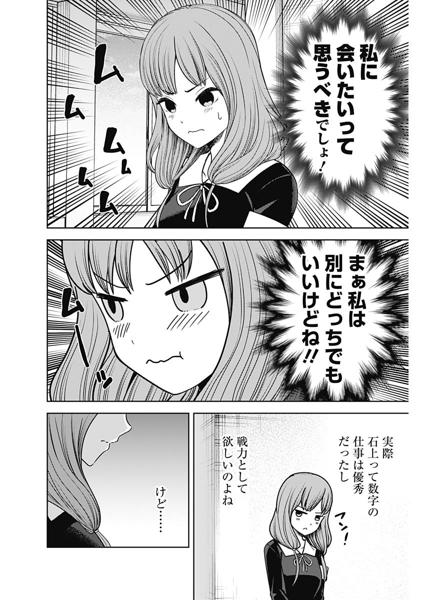 私に
会いたいって
思うべきでしょ!
ムムムッ
まぁ私は
別にどっちでも
いいけどね!!
ムー
実際
石上って数字の
仕事は優秀
だったし
フン!
戦力として
欲しいのよね
けど……